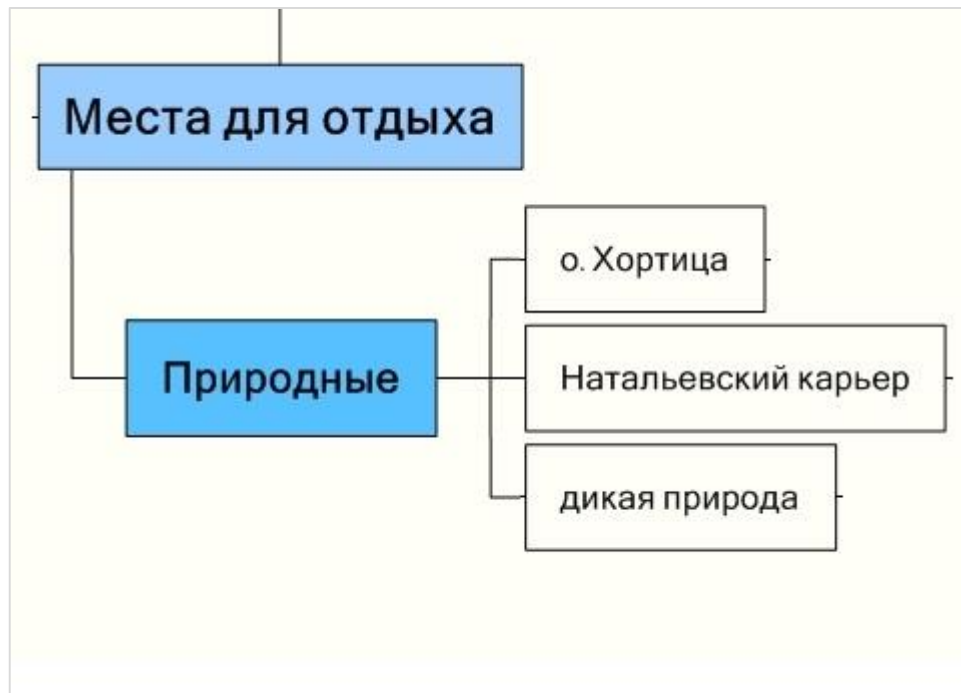 Места для отдыха
о. Хортица
Природные
Натальевский карьер
дикая природа